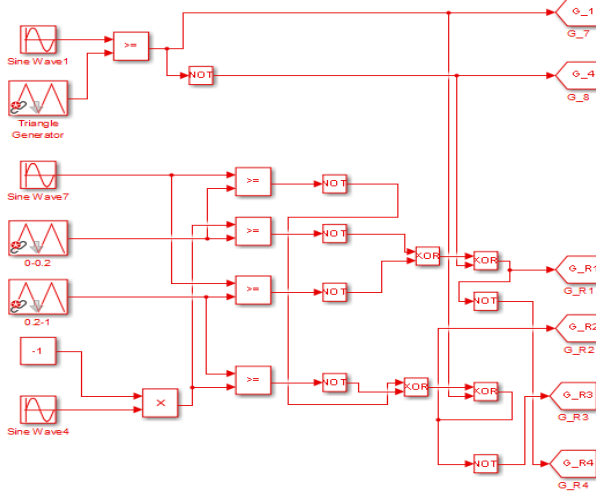 G_1
G_7
Sine Wave1
>=
NOT
G_4
G_8
Triangle
Generator
Sine Wave7
>=
NOT
0-0.2
>=
NOT
XOR
XOR
G_R1
G_R1
0.2-1
>=
NOT
NOT
G_R2
G_R2
-1
>=
NOT
XOR
XOR
G_R3
G_R3
×
Sine Wave4
NOT
G_R4
G_R4